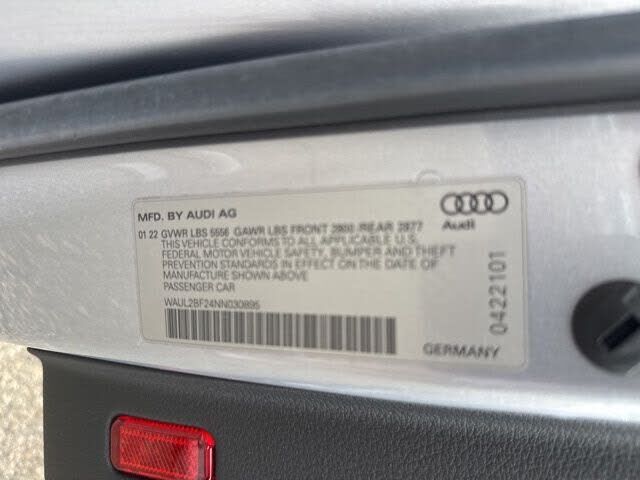 MFD. BY AUDI AG
Audi
01 22 GVWR LBS 5556 GAWR LBS FRONT 2800 /REAR 2877
THIS VEHICLE CONFORMS TO ALL APPLICABLE U.S.
FEDERAL MOTOR VEHICLE SAFETY, BUMPER AND THEFT
PREVENTION STANDARDS IN EFFECT ON THE DATE OF
MANUFACTURE SHOWN ABOVE
PASSENGER CAR
WAUL2BF24NN030895
GERMANY
0422101